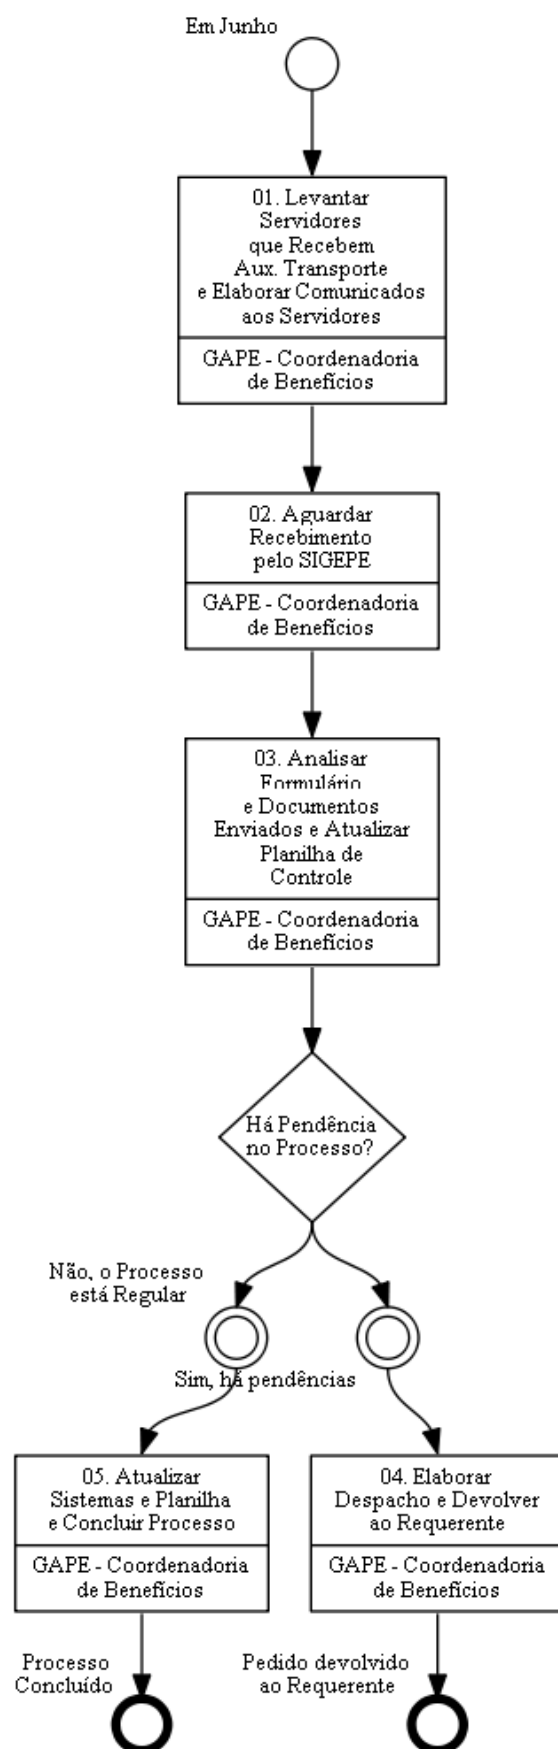 Em Junho
01. Levantar
Servidores
que Recebem
Aux. Transporte
e Elaborar Comunicados
aos Servidores
GAPE - Coordenadoria
de Benefícios
02. Aguardar
Recebimento
pelo SIGEPE
GAPE - Coordenadoria
de Benefícios
03. Analisar
Formulário
e Documentos
Enviados e Atualizar
Planilha de
Controle
GAPE - Coordenadoria
de Benefícios
Há Pendência
no Processo?
Não, o Processo
está Regular
Sim, há pendências
05. Atualizar
Sistemas e Planilha
e Concluir Processo
GAPE - Coordenadoria
de Benefícios
04. Elaborar
Despacho e Devolver
ao Requerente
GAPE - Coordenadoria
de Benefícios
Processo
Concluído
Pedido devolvido
ao Requerente